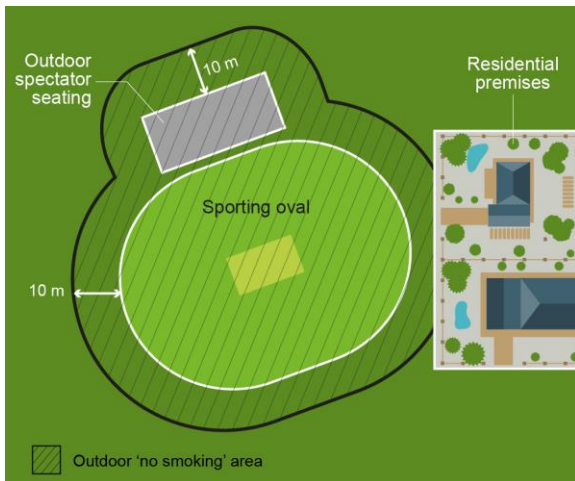 10 m
Outdoor
spectator
seating
Residential
premises
Sporting oval
10 m
Outdoor ‘no smoking’ area